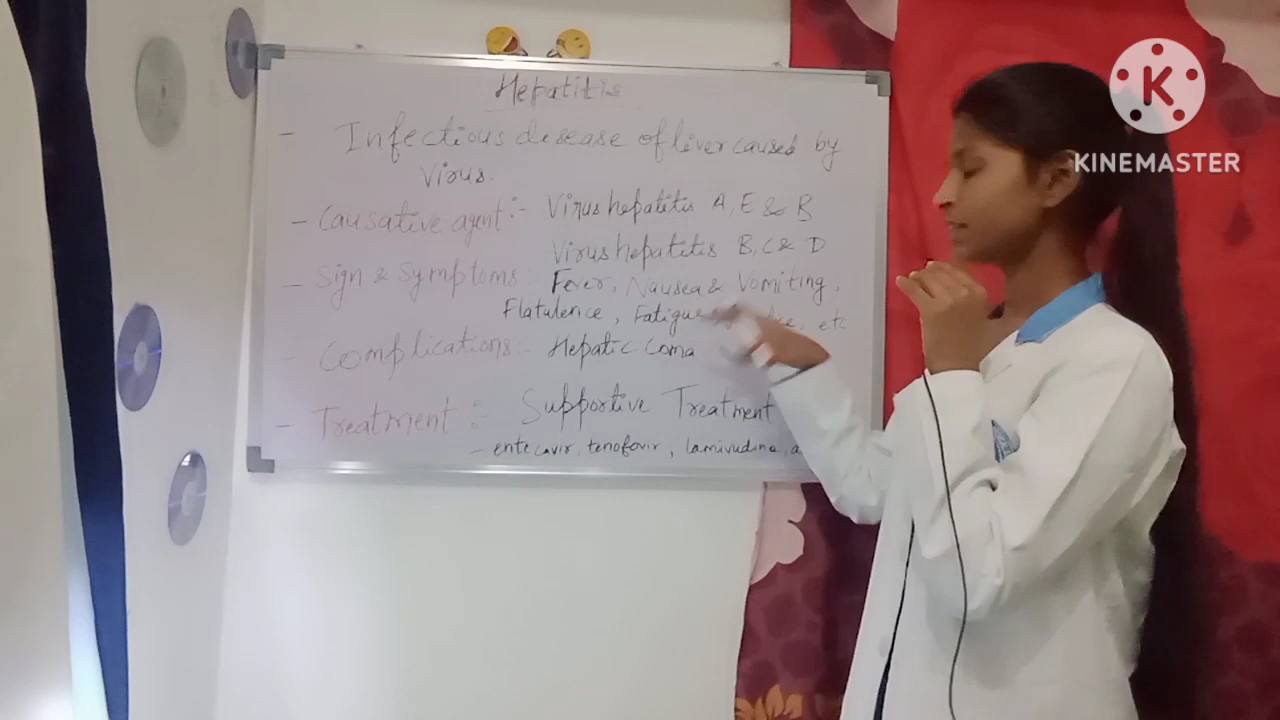 Hepatitis
- Infectious disease of liver caused by
virus.
- Causative agent :- Virus hepatitis A, E & B
Virus hepatitis B, C & D
- Sign & Symptoms :- Fever, Nausea & Vomiting,
Flatulence, Fatigue, etc
- Complications :- Hepatic Coma
- Treatment :- Supportive Treatment
- entecavir, tenofovir, lamivudine,
K
KINEMASTER